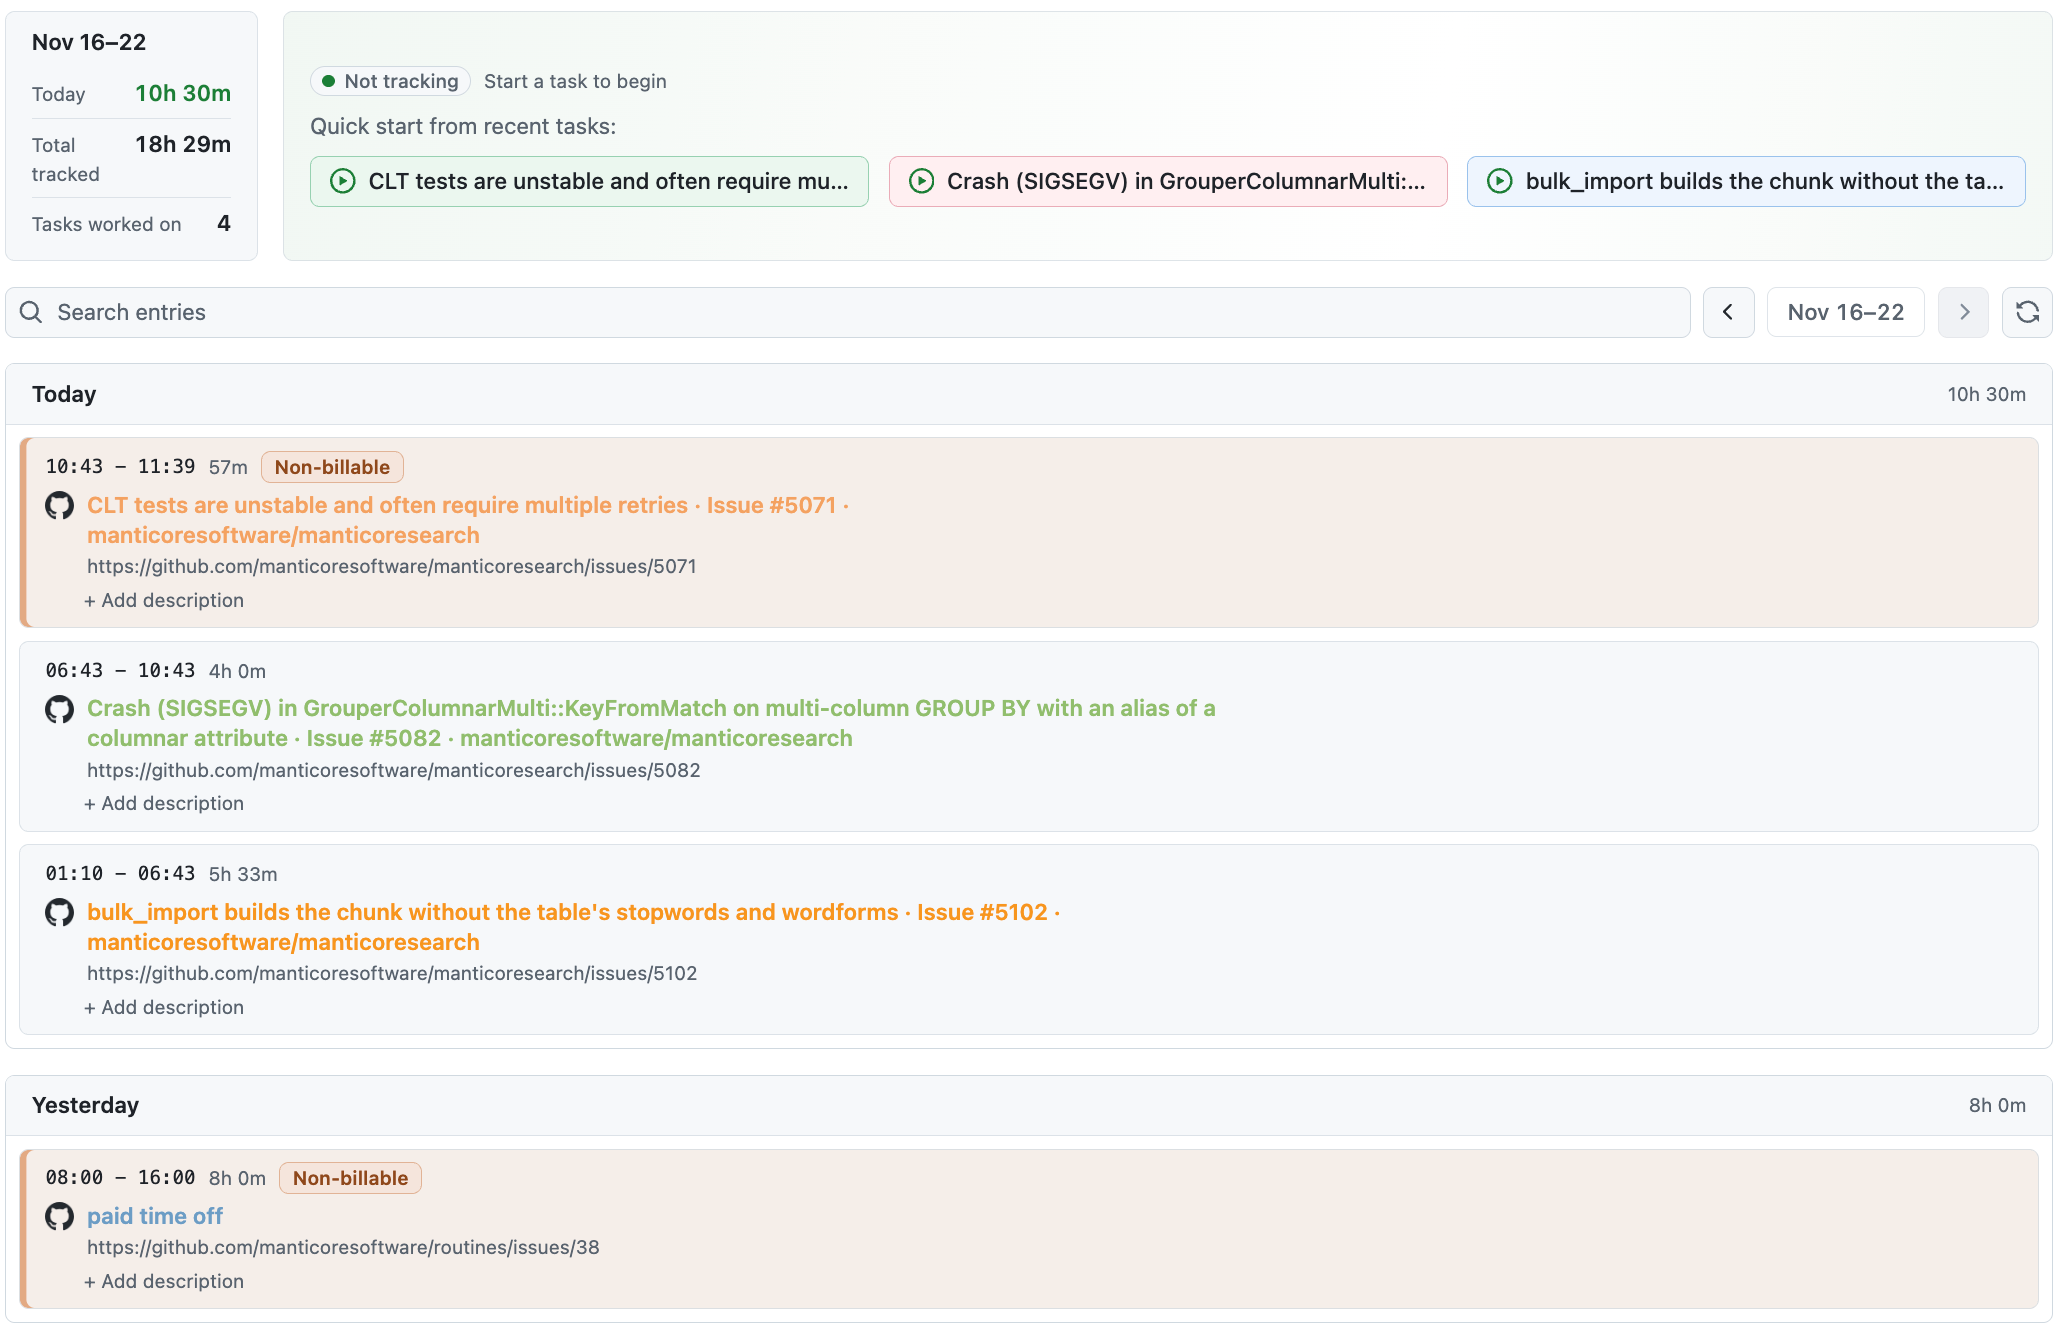 Nov 16–22
Today 10h 30m
Total tracked 18h 29m
Tasks worked on 4
Not tracking Start a task to begin
Quick start from recent tasks:
CLT tests are unstable and often require mu...
Crash (SIGSEGV) in GrouperColumnarMulti:...
bulk_import builds the chunk without the ta...
Search entries
Nov 16–22
Today 10h 30m
10:43 – 11:39 57m Non-billable
CLT tests are unstable and often require multiple retries · Issue #5071 ·
manticoresoftware/manticoresearch
https://github.com/manticoresoftware/manticoresearch/issues/5071
+ Add description
06:43 – 10:43 4h 0m
Crash (SIGSEGV) in GrouperColumnarMulti::KeyFromMatch on multi-column GROUP BY with an alias of a
columnar attribute · Issue #5082 · manticoresoftware/manticoresearch
https://github.com/manticoresoftware/manticoresearch/issues/5082
+ Add description
01:10 – 06:43 5h 33m
bulk_import builds the chunk without the table's stopwords and wordforms · Issue #5102 ·
manticoresoftware/manticoresearch
https://github.com/manticoresoftware/manticoresearch/issues/5102
+ Add description
Yesterday 8h 0m
08:00 – 16:00 8h 0m Non-billable
paid time off
https://github.com/manticoresoftware/routines/issues/38
+ Add description